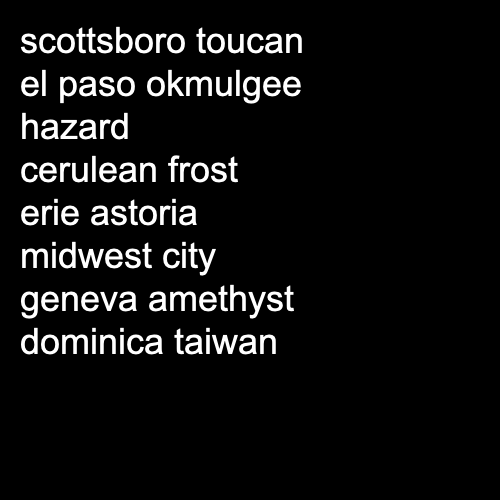 scottsboro toucan
el paso okmulgee
hazard
cerulean frost
erie astoria
midwest city
geneva amethyst
dominica taiwan